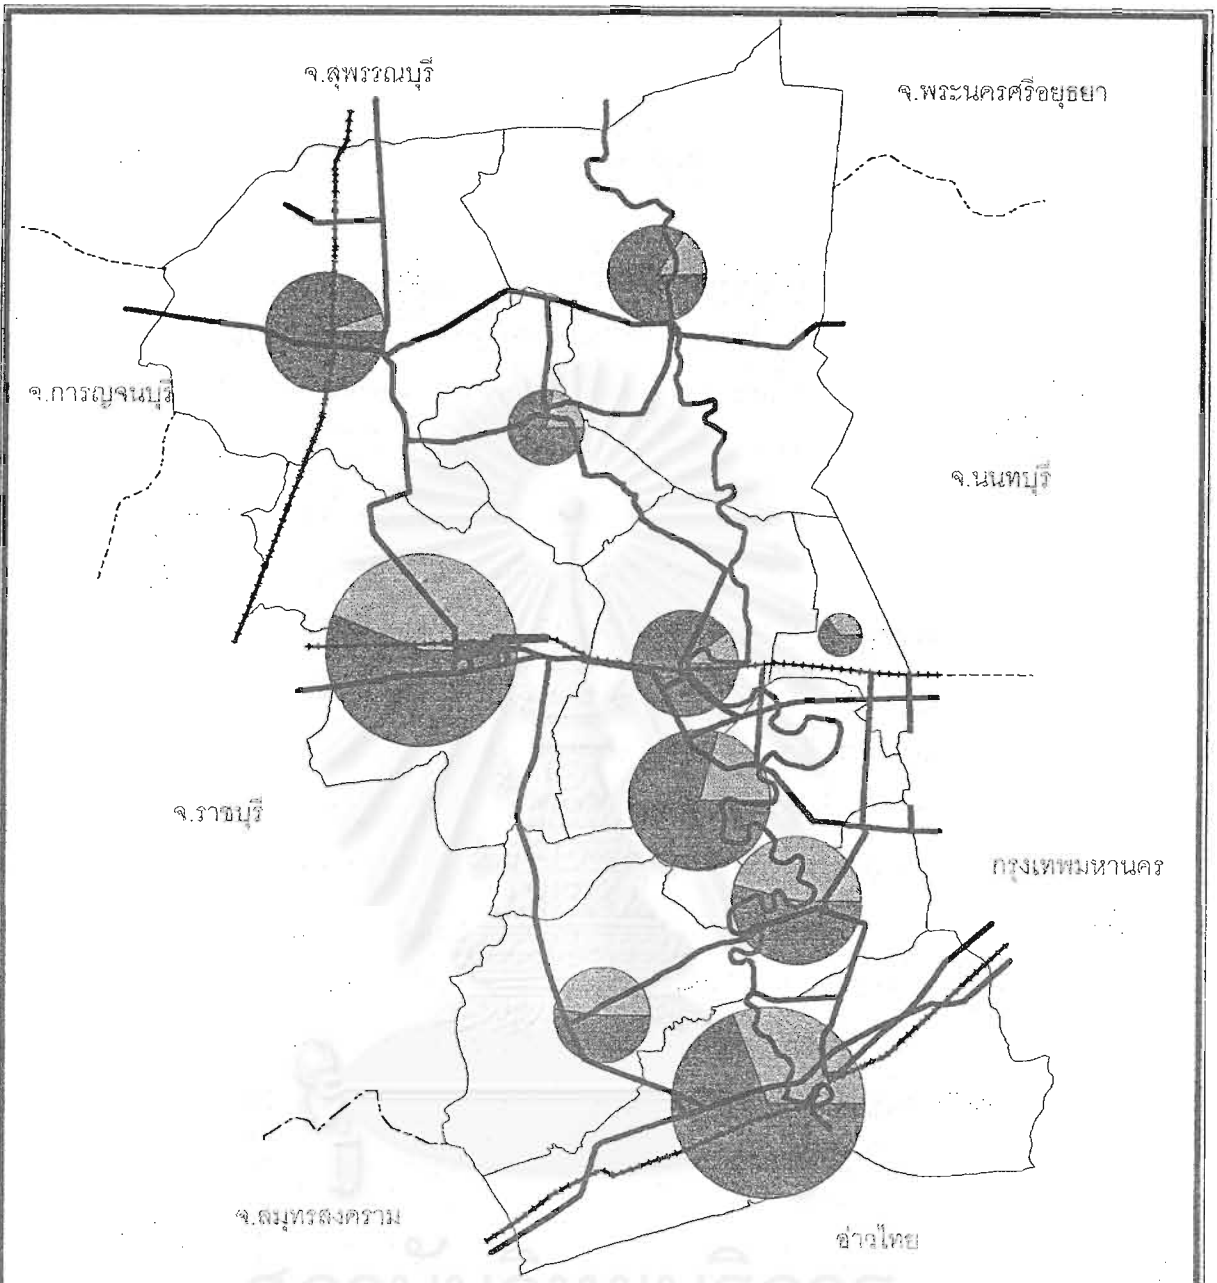 จ.สุพรรณบุรี
จ.พระนครศรีอยุธยา
จ.การญจนบุรี
จ.นนทบุรี
จ.ราชบุรี
กรุงเทพมหานคร
จ.สมุทรสงคราม
อ่าวไทย